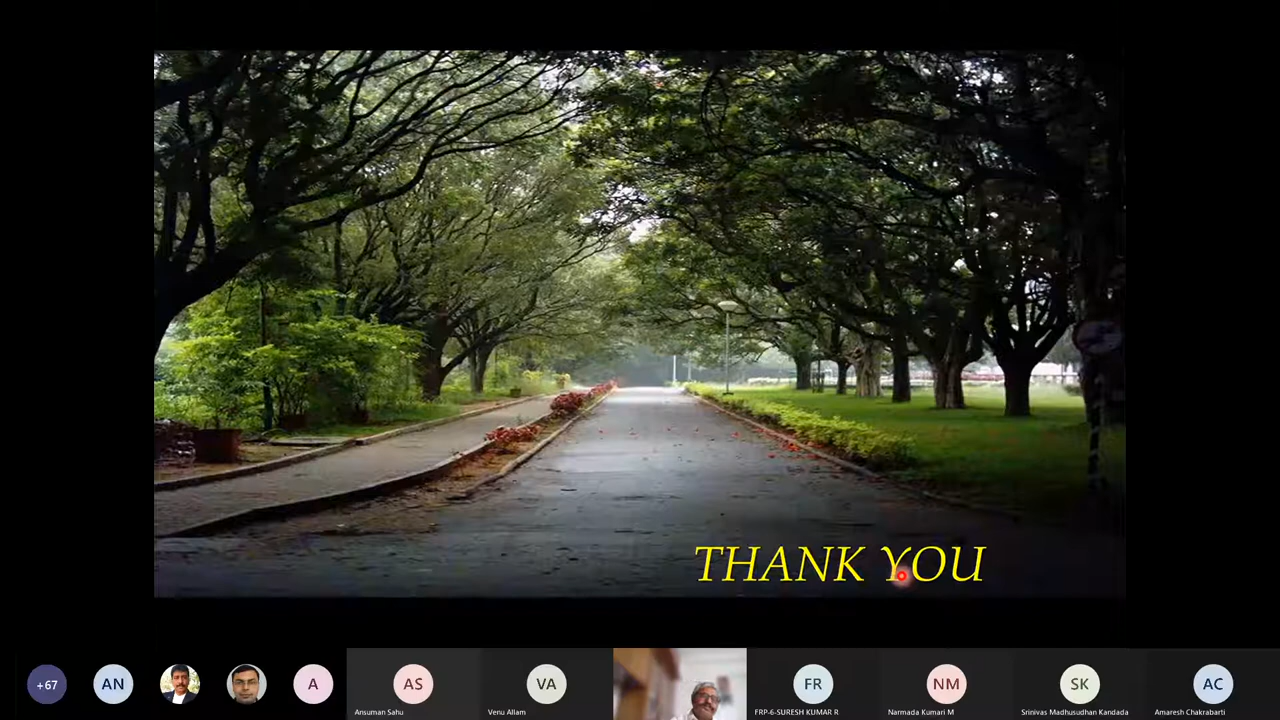 THANK YOU
+67
AN
A
AS
VA
FR
NM
SK
AC
Ansuman Sahu
Venu Allam
FRP-6-SURESH KUMAR R
Narmada Kumari M
Srinivas Madhusudhan Kandada
Amaresh Chakrabarti